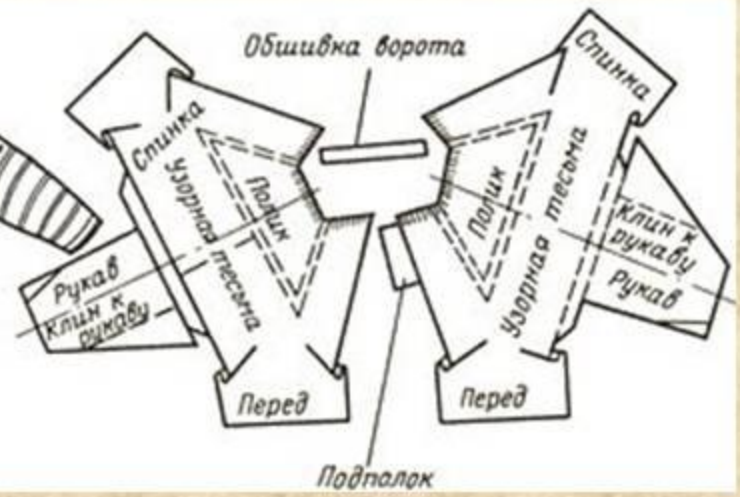 Обшивка ворота
Спинка
Узорная тесьма
Полик
Рукав
Клин к
рукаву
Перед
Спинка
Узорная тесьма
Полик
Клин к
рукаву
Рукав
Перед
Подполок